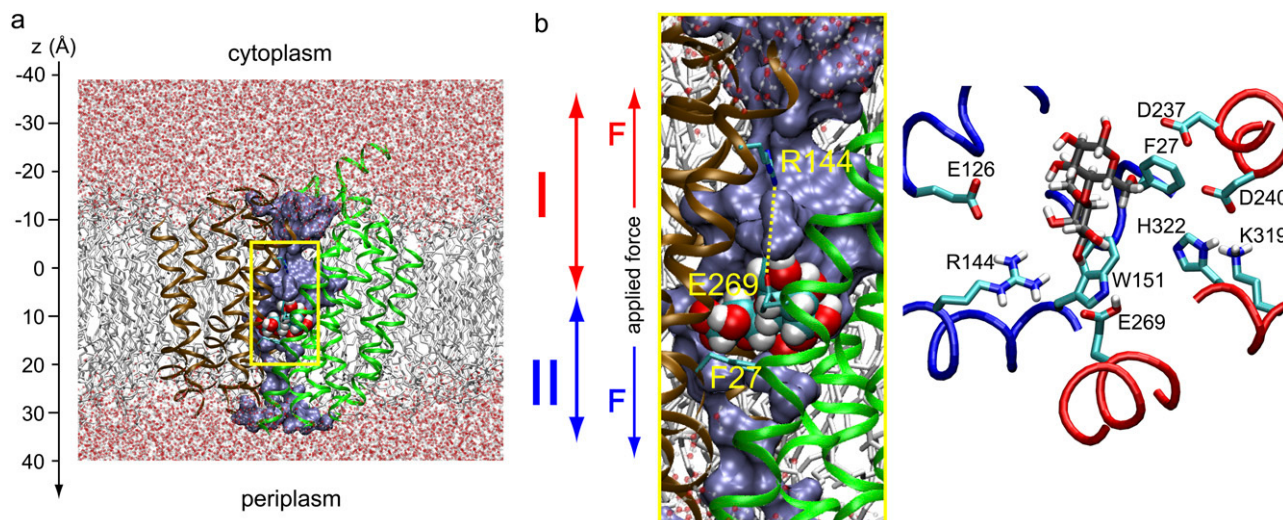 a
z (Å)
cytoplasm
-40
-30
-20
-10
0
10
20
30
40
periplasm
I
II
b
F
applied force
F
R144
E269
F27
D237
F27
E126
D240
H322
K319
R144
W151
E269